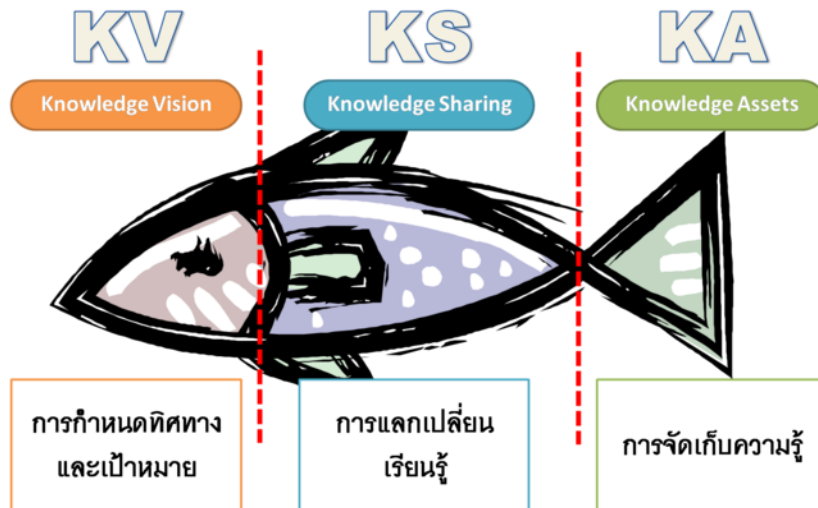 KV
KS
KA
Knowledge Vision
Knowledge Sharing
Knowledge Assets
การกำหนดทิศทาง
และเป้าหมาย
การแลกเปลี่ยน
เรียนรู้
การจัดเก็บความรู้